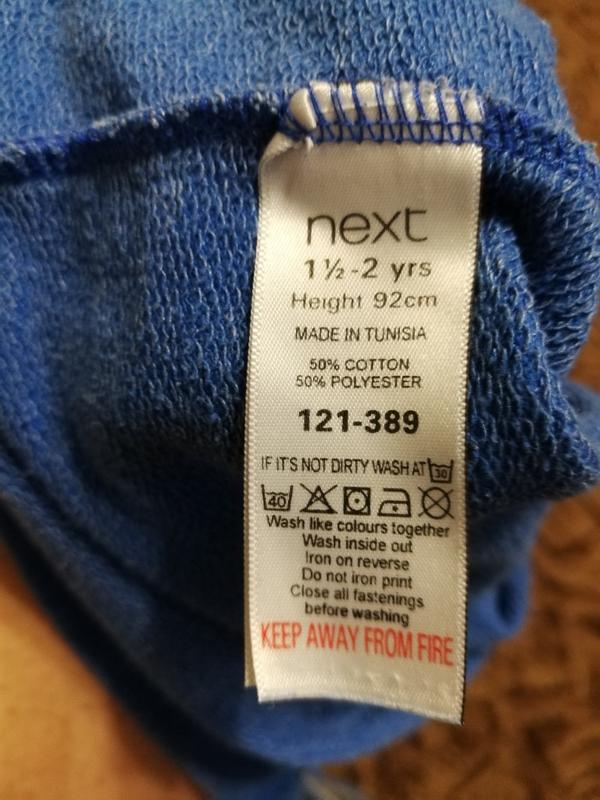 next
1½-2 yrs
Height 92cm
MADE IN TUNISIA
50% COTTON
50% POLYESTER
121-389
IF IT'S NOT DIRTY WASH AT 30
40
Wash like colours together
Wash inside out
Iron on reverse
Do not iron print
Close all fastenings
before washing
KEEP AWAY FROM FIRE